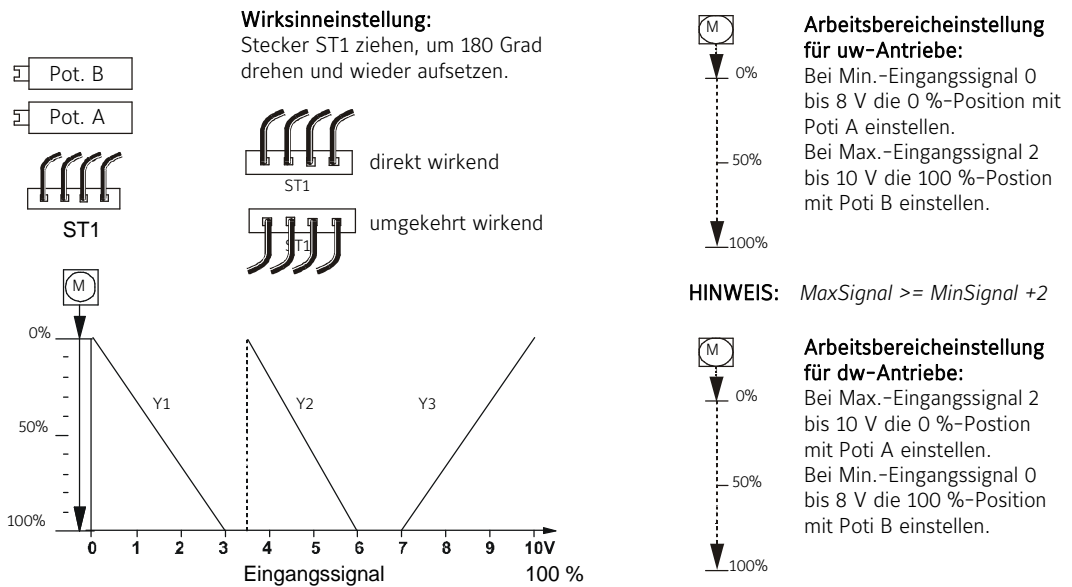 Wirksinneinstellung:
Stecker ST1 ziehen, um 180 Grad
drehen und wieder aufsetzen.
Pot. B
Pot. A
ST1
ST1
direkt wirkend
ST1
umgekehrt wirkend
M
0%
50%
100%
Y1
Y2
Y3
0 1 2 3 4 5 6 7 8 9 10V
Eingangssignal 100 %
M
0%
50%
100%
Arbeitsbereicheinstellung
für uw-Antriebe:
Bei Min.-Eingangssignal 0
bis 8 V die 0 %-Position mit
Poti A einstellen.
Bei Max.-Eingangssignal 2
bis 10 V die 100 %-Postion
mit Poti B einstellen.
HINWEIS: MaxSignal >= MinSignal +2
M
0%
50%
100%
Arbeitsbereicheinstellung
für dw-Antriebe:
Bei Max.-Eingangssignal 2
bis 10 V die 0 %-Postion
mit Poti A einstellen.
Bei Min.-Eingangssignal 0
bis 8 V die 100 %-Position
mit Poti B einstellen.